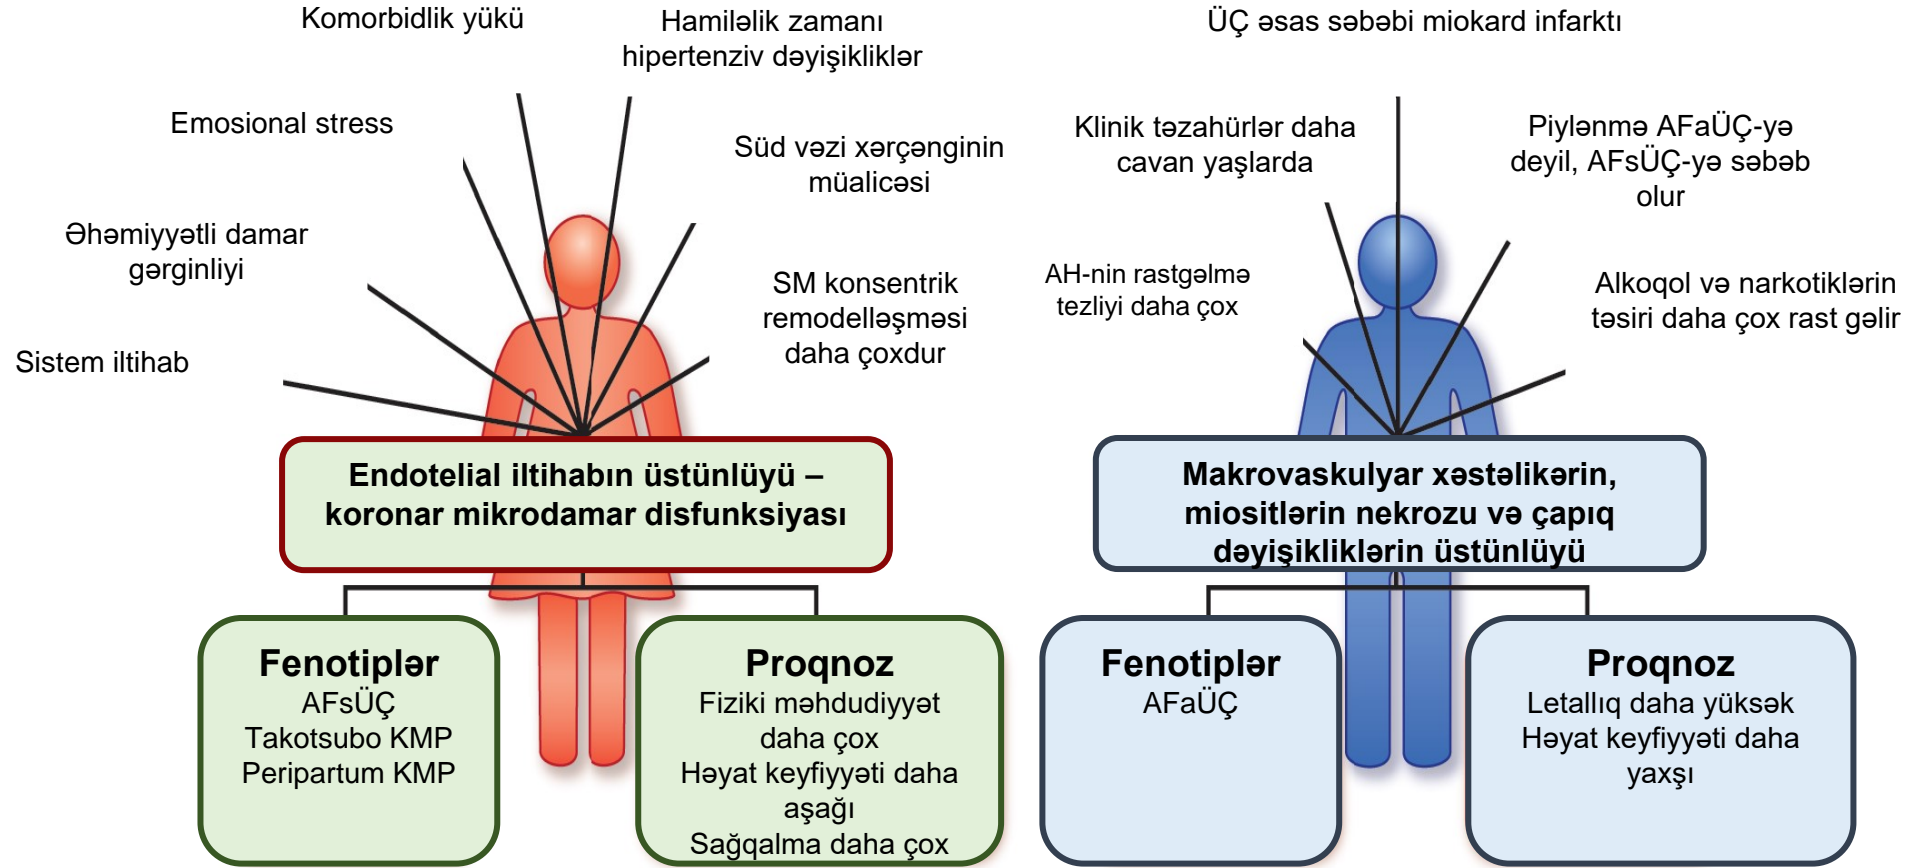 Komorbidlik yükü
Hamiləlik zamanı
hipertenziv dəyişikliklər
Emosional stress
Süd vəzi xərçənginin
müalicəsi
Əhəmiyyətli damar
gərginliyi
SM konsentrik
remodelləşməsi
daha çoxdur
Sistem iltihab
Endotelial iltihabın üstünlüyü –
koronar mikrodamar disfunksiyası
Fenotiplər
AFsÜÇ
Takotsubo KMP
Peripartum KMP
Proqnoz
Fiziki məhdudiyyət
daha çox
Həyat keyfiyyəti daha
aşağı
Sağqalma daha çox
ÜÇ əsas səbəbi miokard infarktı
Klinik təzahürlər daha
cavan yaşlarda
Piylənmə AFaÜÇ-yə
deyil, AFsÜÇ-yə səbəb
olur
AH-nin rastgəlmə
tezliyi daha çox
Alkoqol və narkotiklərin
təsiri daha çox rast gəlir
Makrovaskulyar xəstəlikərin,
miositlərin nekrozu və çapıq
dəyişikliklərin üstünlüyü
Fenotiplər
AFaÜÇ
Proqnoz
Letallıq daha yüksək
Həyat keyfiyyəti daha
yaxşı